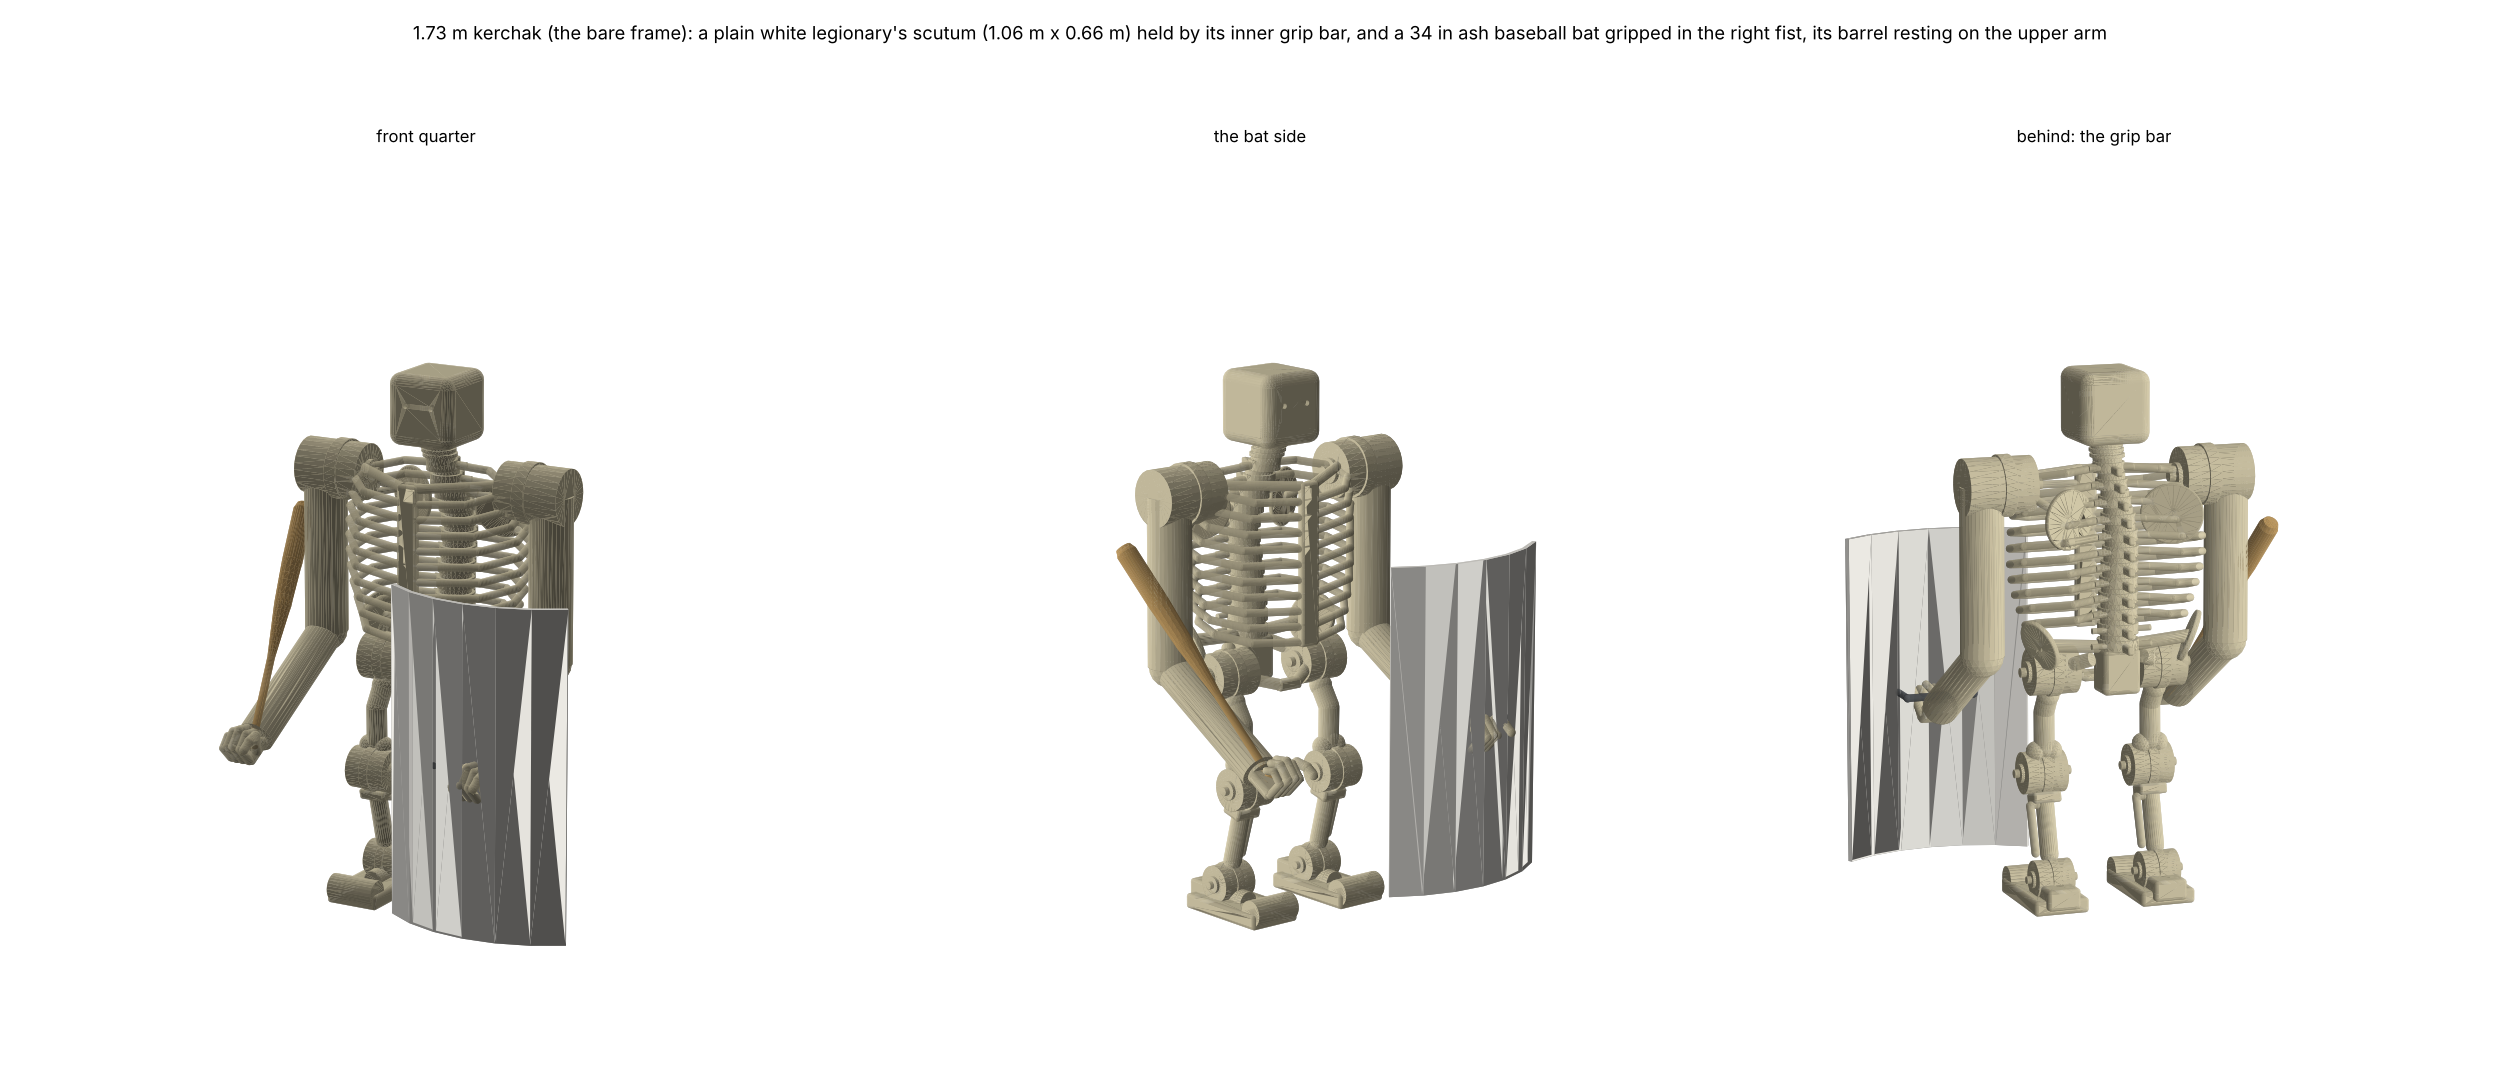 1.73 m kerchak (the bare frame): a plain white legionary's scutum (1.06 m x 0.66 m) held by its inner grip bar, and a 34 in ash baseball bat gripped in the right fist, its barrel resting on the upper arm
front quarter
the bat side
behind: the grip bar